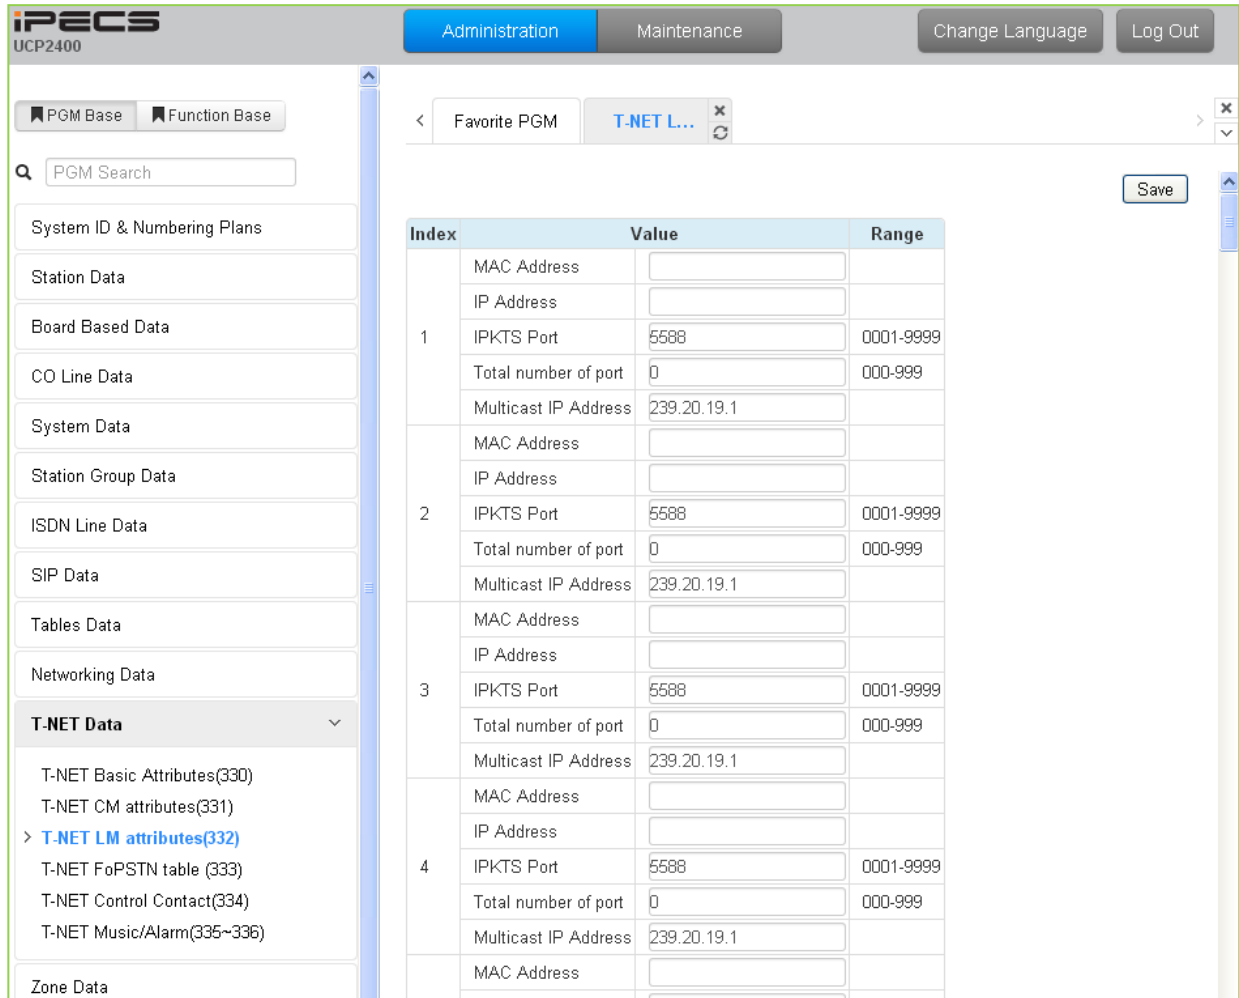 iPECS
UCP2400
Administration
Maintenance
Change Language
Log Out
PGM Base
Function Base
PGM Search
System ID & Numbering Plans
Station Data
Board Based Data
CO Line Data
System Data
Station Group Data
ISDN Line Data
SIP Data
Tables Data
Networking Data
T-NET Data
T-NET Basic Attributes(330)
T-NET CM attributes(331)
> T-NET LM attributes(332)
T-NET FoPSTN table (333)
T-NET Control Contact(334)
T-NET Music/Alarm(335~336)
Zone Data
Favorite PGM
T-NET L...
Save
Index Value Range
MAC Address
IP Address
1 IPKTS Port 5588 0001-9999
Total number of port 0 000-999
Multicast IP Address 239.20.19.1
MAC Address
IP Address
2 IPKTS Port 5588 0001-9999
Total number of port 0 000-999
Multicast IP Address 239.20.19.1
MAC Address
IP Address
3 IPKTS Port 5588 0001-9999
Total number of port 0 000-999
Multicast IP Address 239.20.19.1
MAC Address
IP Address
4 IPKTS Port 5588 0001-9999
Total number of port 0 000-999
Multicast IP Address 239.20.19.1
MAC Address